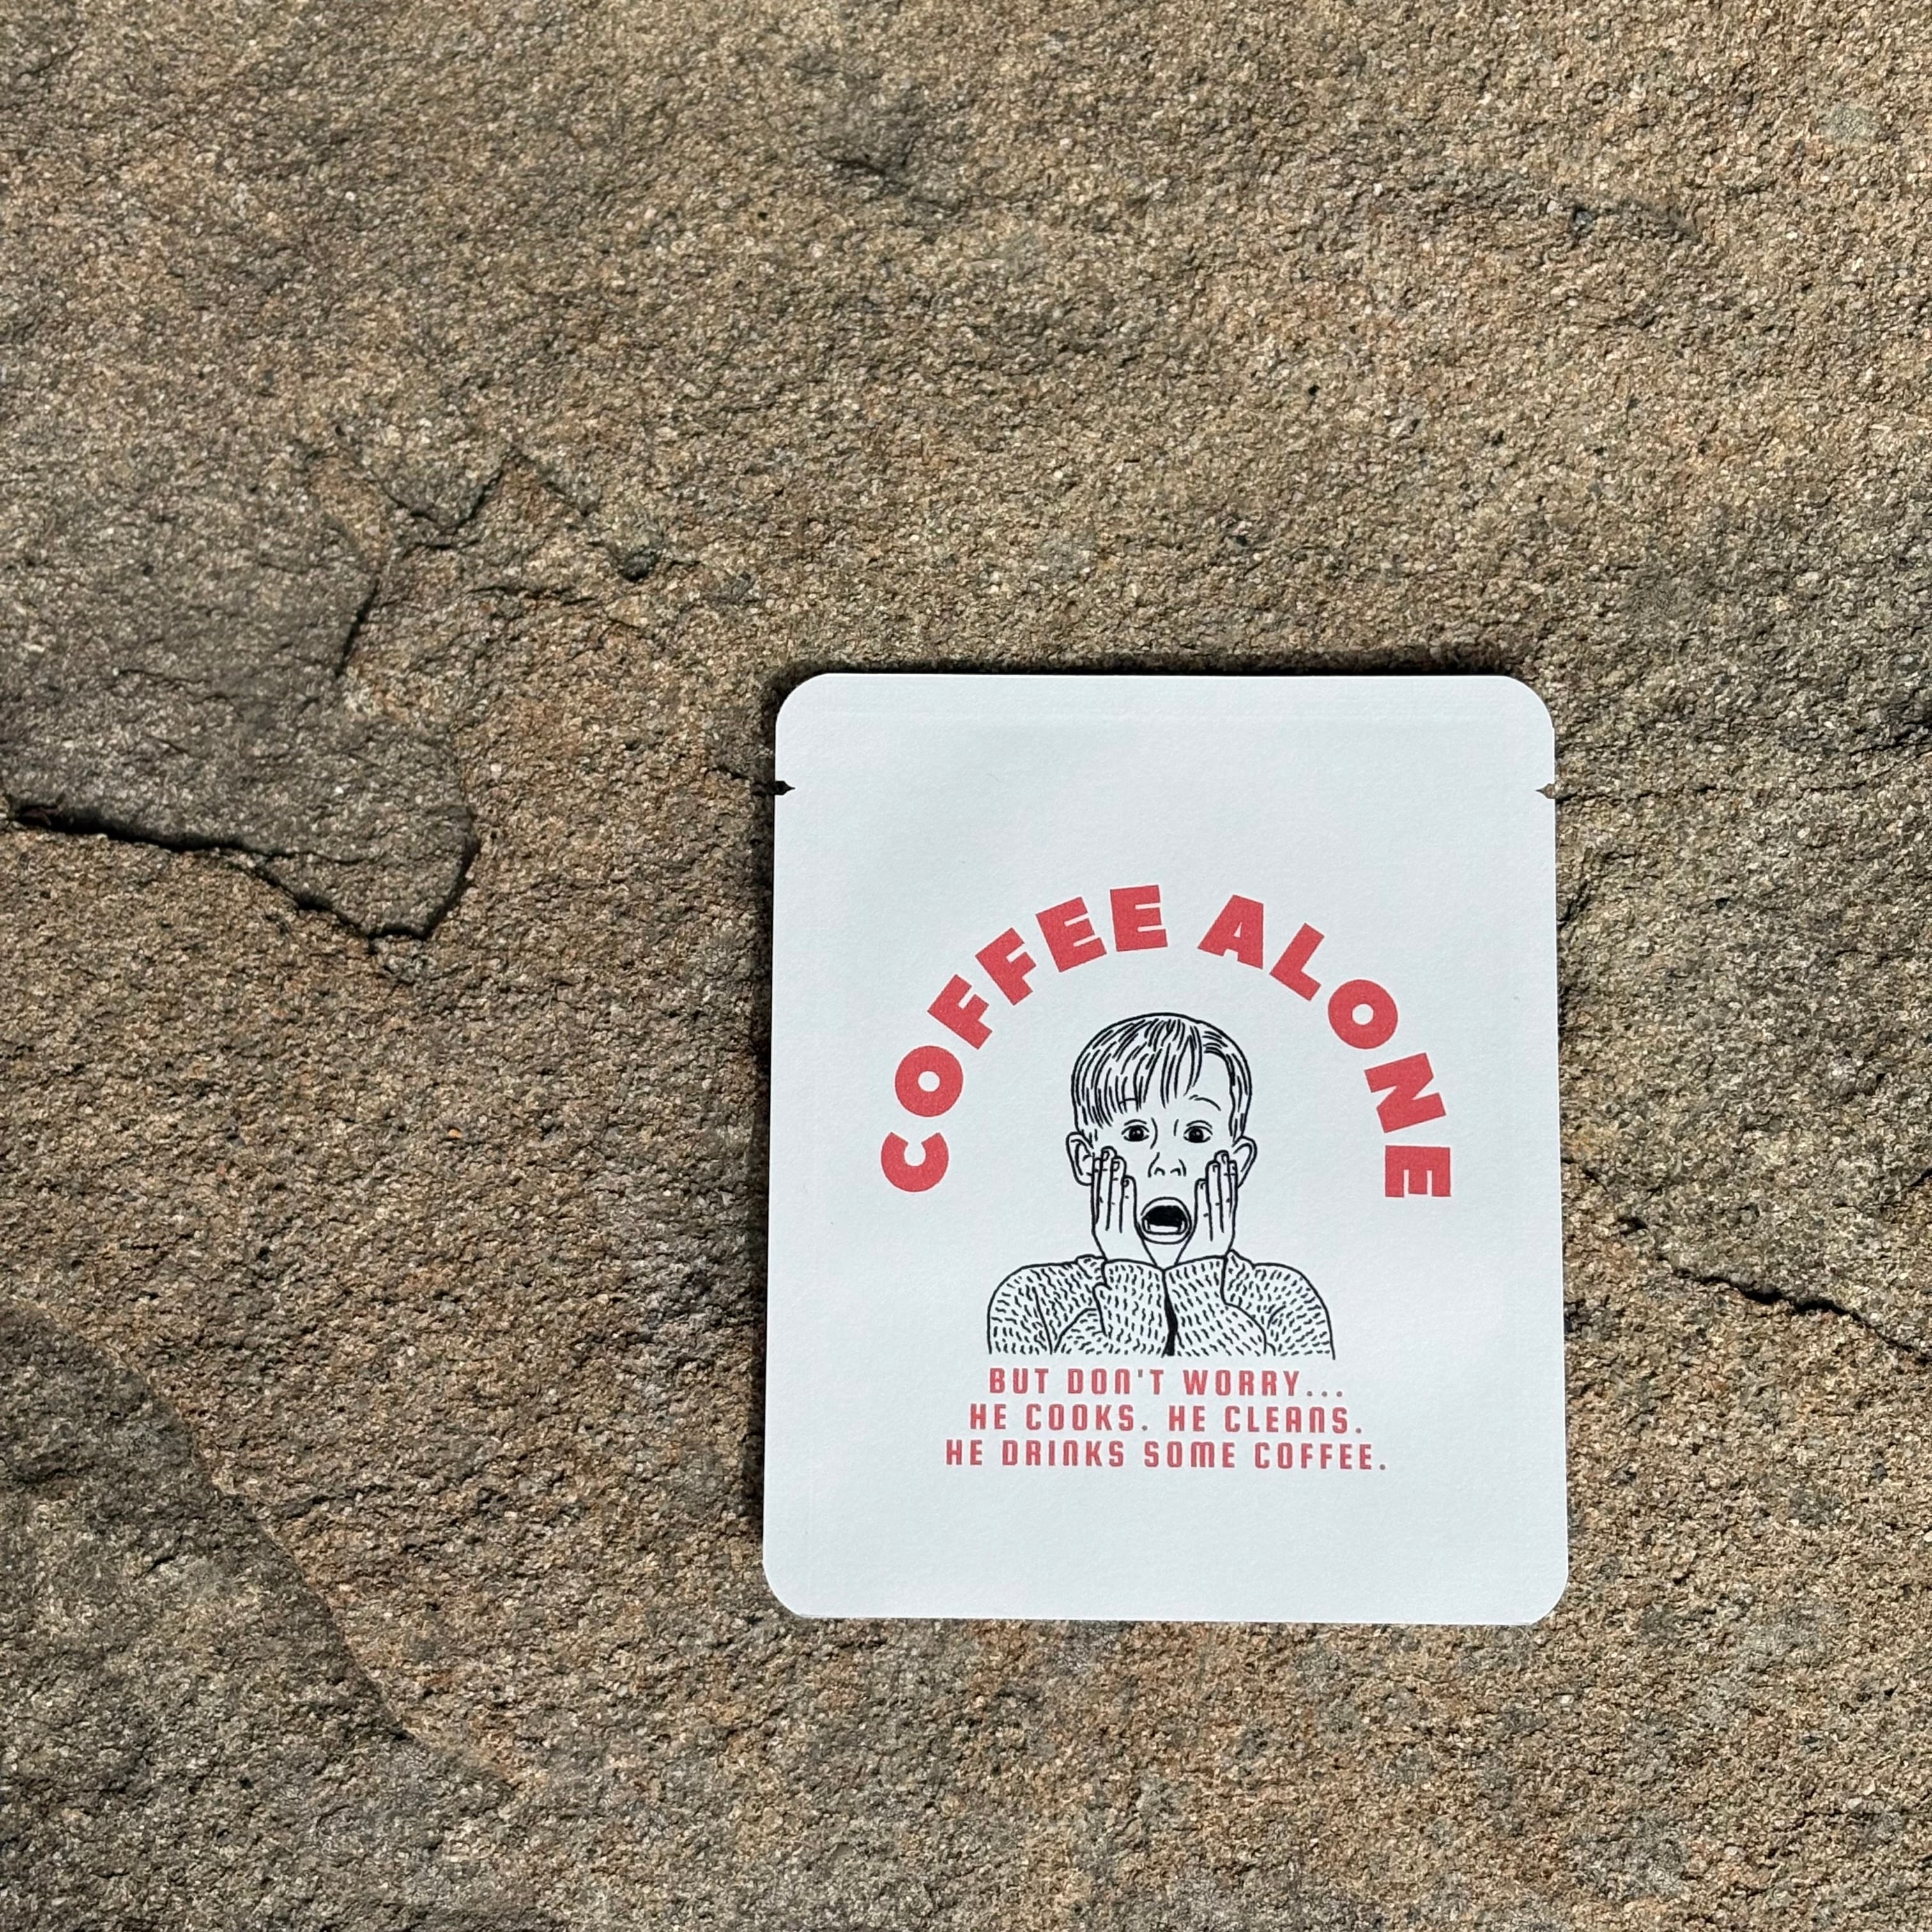 COFFEE ALONE
BUT DON'T WORRY...
HE COOKS. HE CLEANS.
HE DRINKS SOME COFFEE.